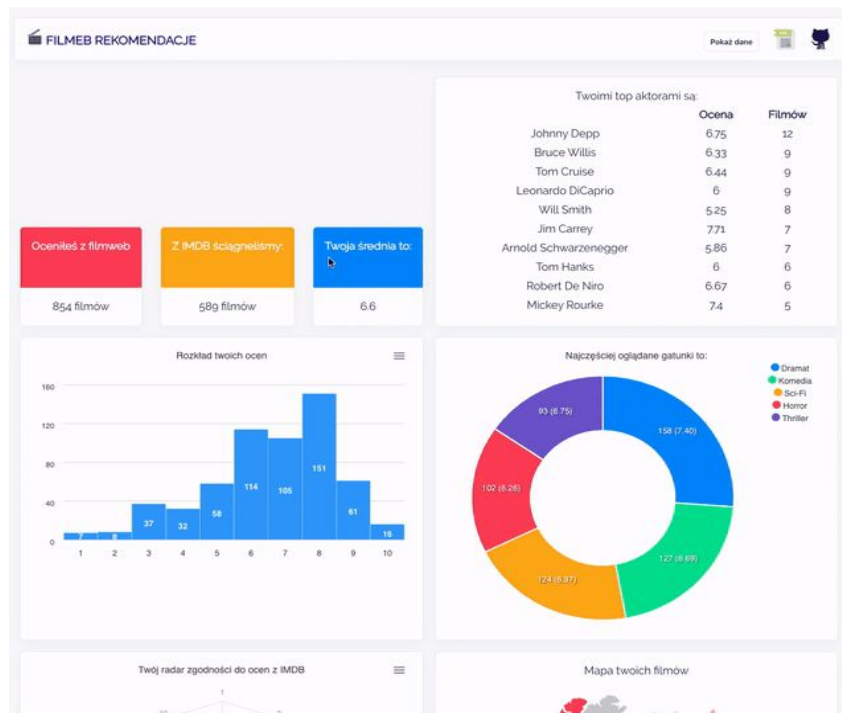 FILMEB REKOMENDACJE
Pokaż dane
Twoimi top aktorami są:
Ocena Filmów
Johnny Depp 6.75 12
Bruce Willis 6.33 9
Tom Cruise 6.44 9
Leonardo DiCaprio 6 9
Will Smith 5.25 8
Jim Carrey 7.71 7
Arnold Schwarzenegger 5.86 7
Tom Hanks 6 6
Robert De Niro 6.67 6
Mickey Rourke 7.4 5
Oceniłeś z filmweb
854 filmów
Z IMDB ściągnelismy:
589 filmów
Twoja średnia to:
6.6
Rozkład twoich ocen
160
120
80
40
0
7 8 37 32 58 114 105 151 61 16
1 2 3 4 5 6 7 8 9 10
Najczęściej oglądane gatunki to:
Dramat
Komedia
Sci-Fi
Horror
Thriller
93 (6.75)
158 (7.40)
102 (6.26)
127 (6.69)
124 (6.37)
Twój radar zgodności do ocen z IMDB
1
Mapa twoich filmów